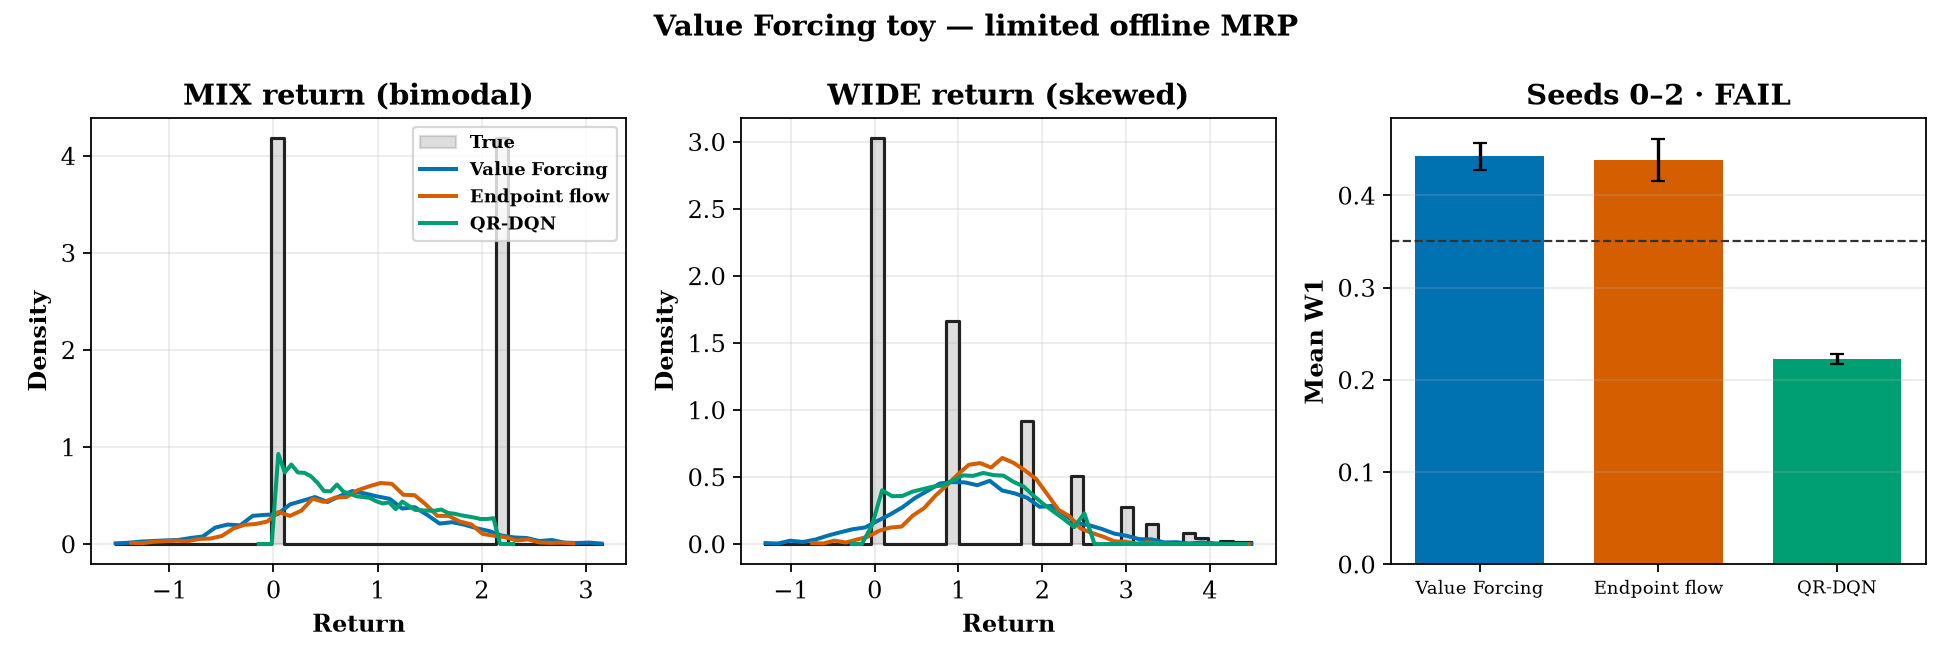 Value Forcing toy — limited offline MRP
MIX return (bimodal)
Density
4
3
2
1
0
−1
0
1
2
3
Return
True
Value Forcing
Endpoint flow
QR-DQN
WIDE return (skewed)
Density
3.0
2.5
2.0
1.5
1.0
0.5
0.0
−1
0
1
2
3
4
Return
Seeds 0–2 · FAIL
Mean W1
0.4
0.3
0.2
0.1
0.0
Value Forcing
Endpoint flow
QR-DQN